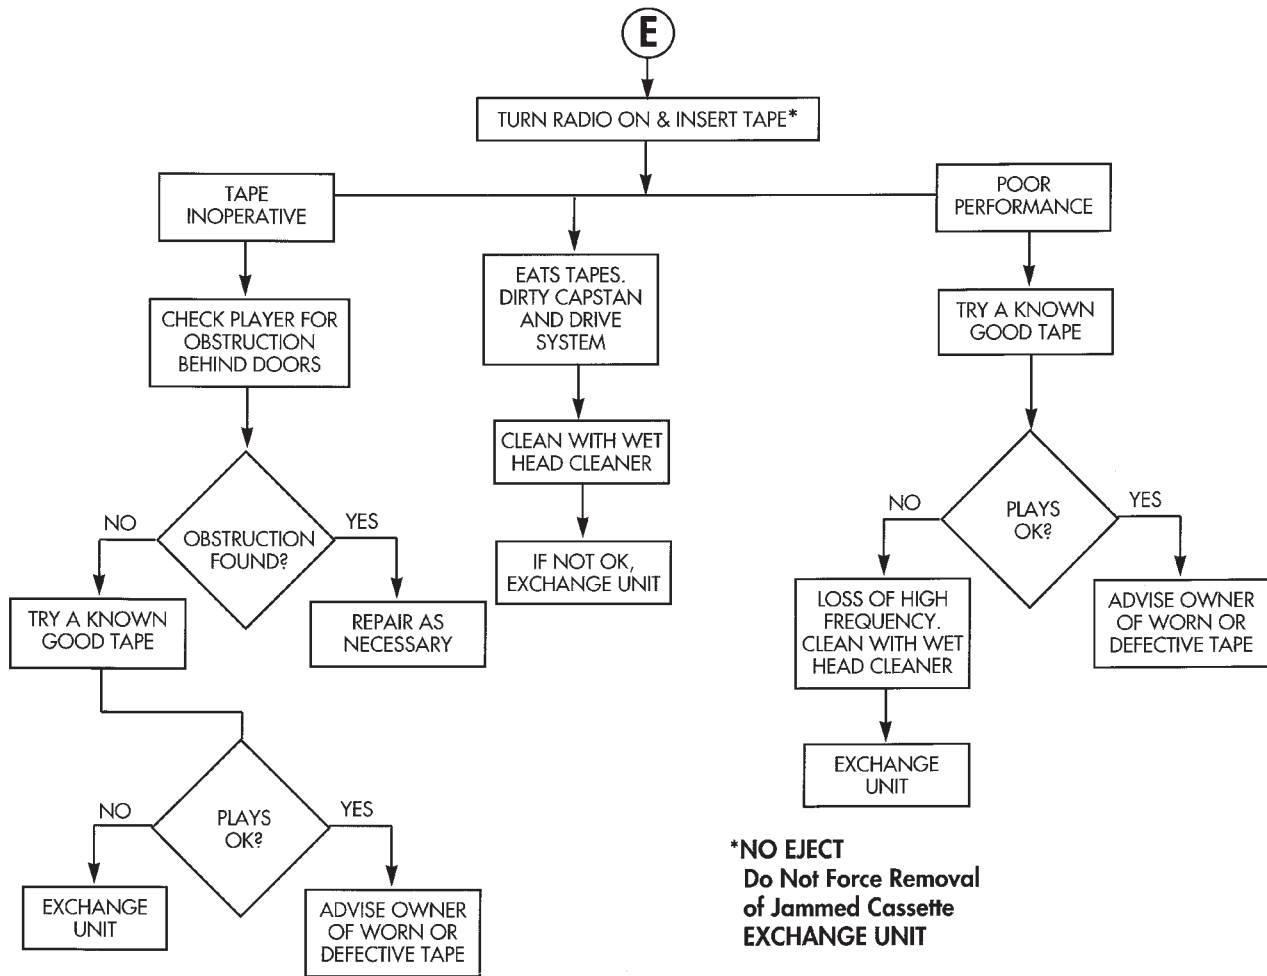 E
TURN RADIO ON & INSERT TAPE*
TAPE
INOPERATIVE
POOR
PERFORMANCE
EATS TAPES.
DIRTY CAPSTAN
AND DRIVE
SYSTEM
CHECK PLAYER FOR
OBSTRUCTION
BEHIND DOORS
TRY A KNOWN
GOOD TAPE
CLEAN WITH WET
HEAD CLEANER
NO
OBSTRUCTION
FOUND?
YES
NO
PLAYS
OK?
YES
IF NOT OK,
EXCHANGE UNIT
TRY A KNOWN
GOOD TAPE
REPAIR AS
NECESSARY
LOSS OF HIGH
FREQUENCY.
CLEAN WITH WET
HEAD CLEANER
ADVISE OWNER
OF WORN OR
DEFECTIVE TAPE
EXCHANGE
UNIT
NO
PLAYS
OK?
YES
EXCHANGE
UNIT
ADVISE OWNER
OF WORN OR
DEFECTIVE TAPE
*NO EJECT
Do Not Force Removal
of Jammed Cassette
EXCHANGE UNIT